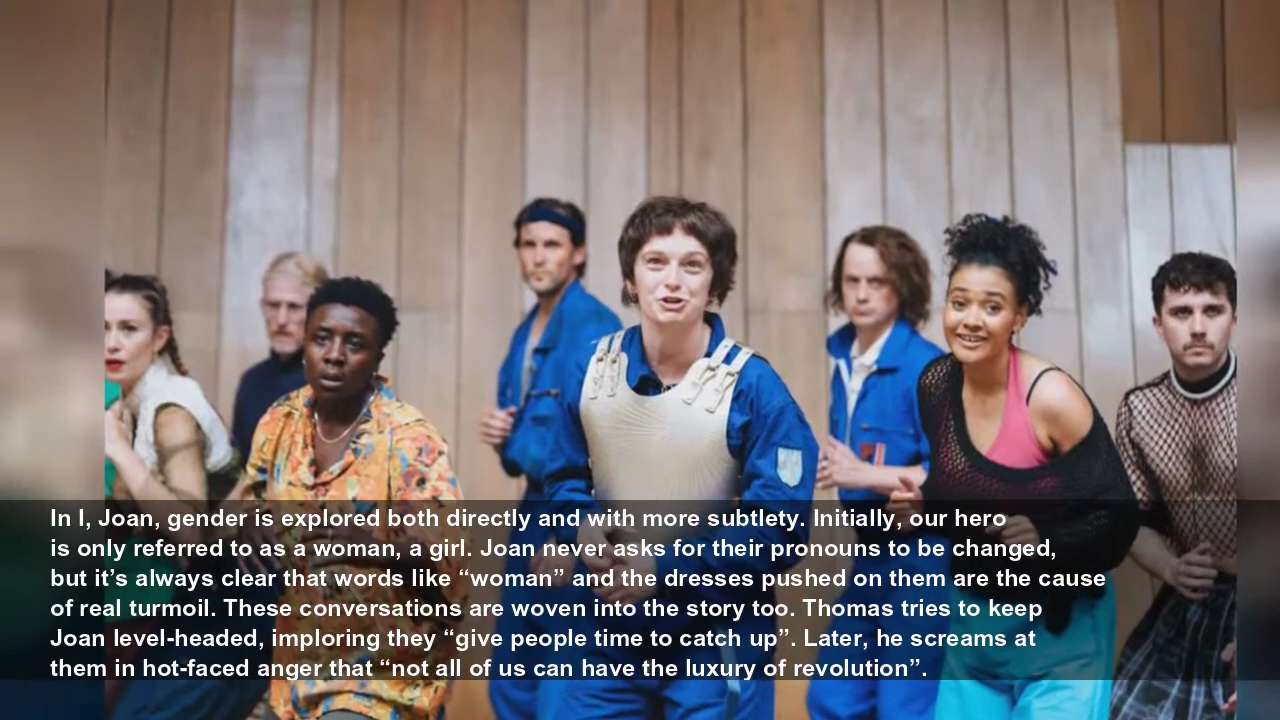 In I, Joan, gender is explored both directly and with more subtlety. Initially, our hero
is only referred to as a woman, a girl. Joan never asks for their pronouns to be changed,
but it’s always clear that words like “woman” and the dresses pushed on them are the cause
of real turmoil. These conversations are woven into the story too. Thomas tries to keep
Joan level-headed, imploring they “give people time to catch up”. Later, he screams at
them in hot-faced anger that “not all of us can have the luxury of revolution”.